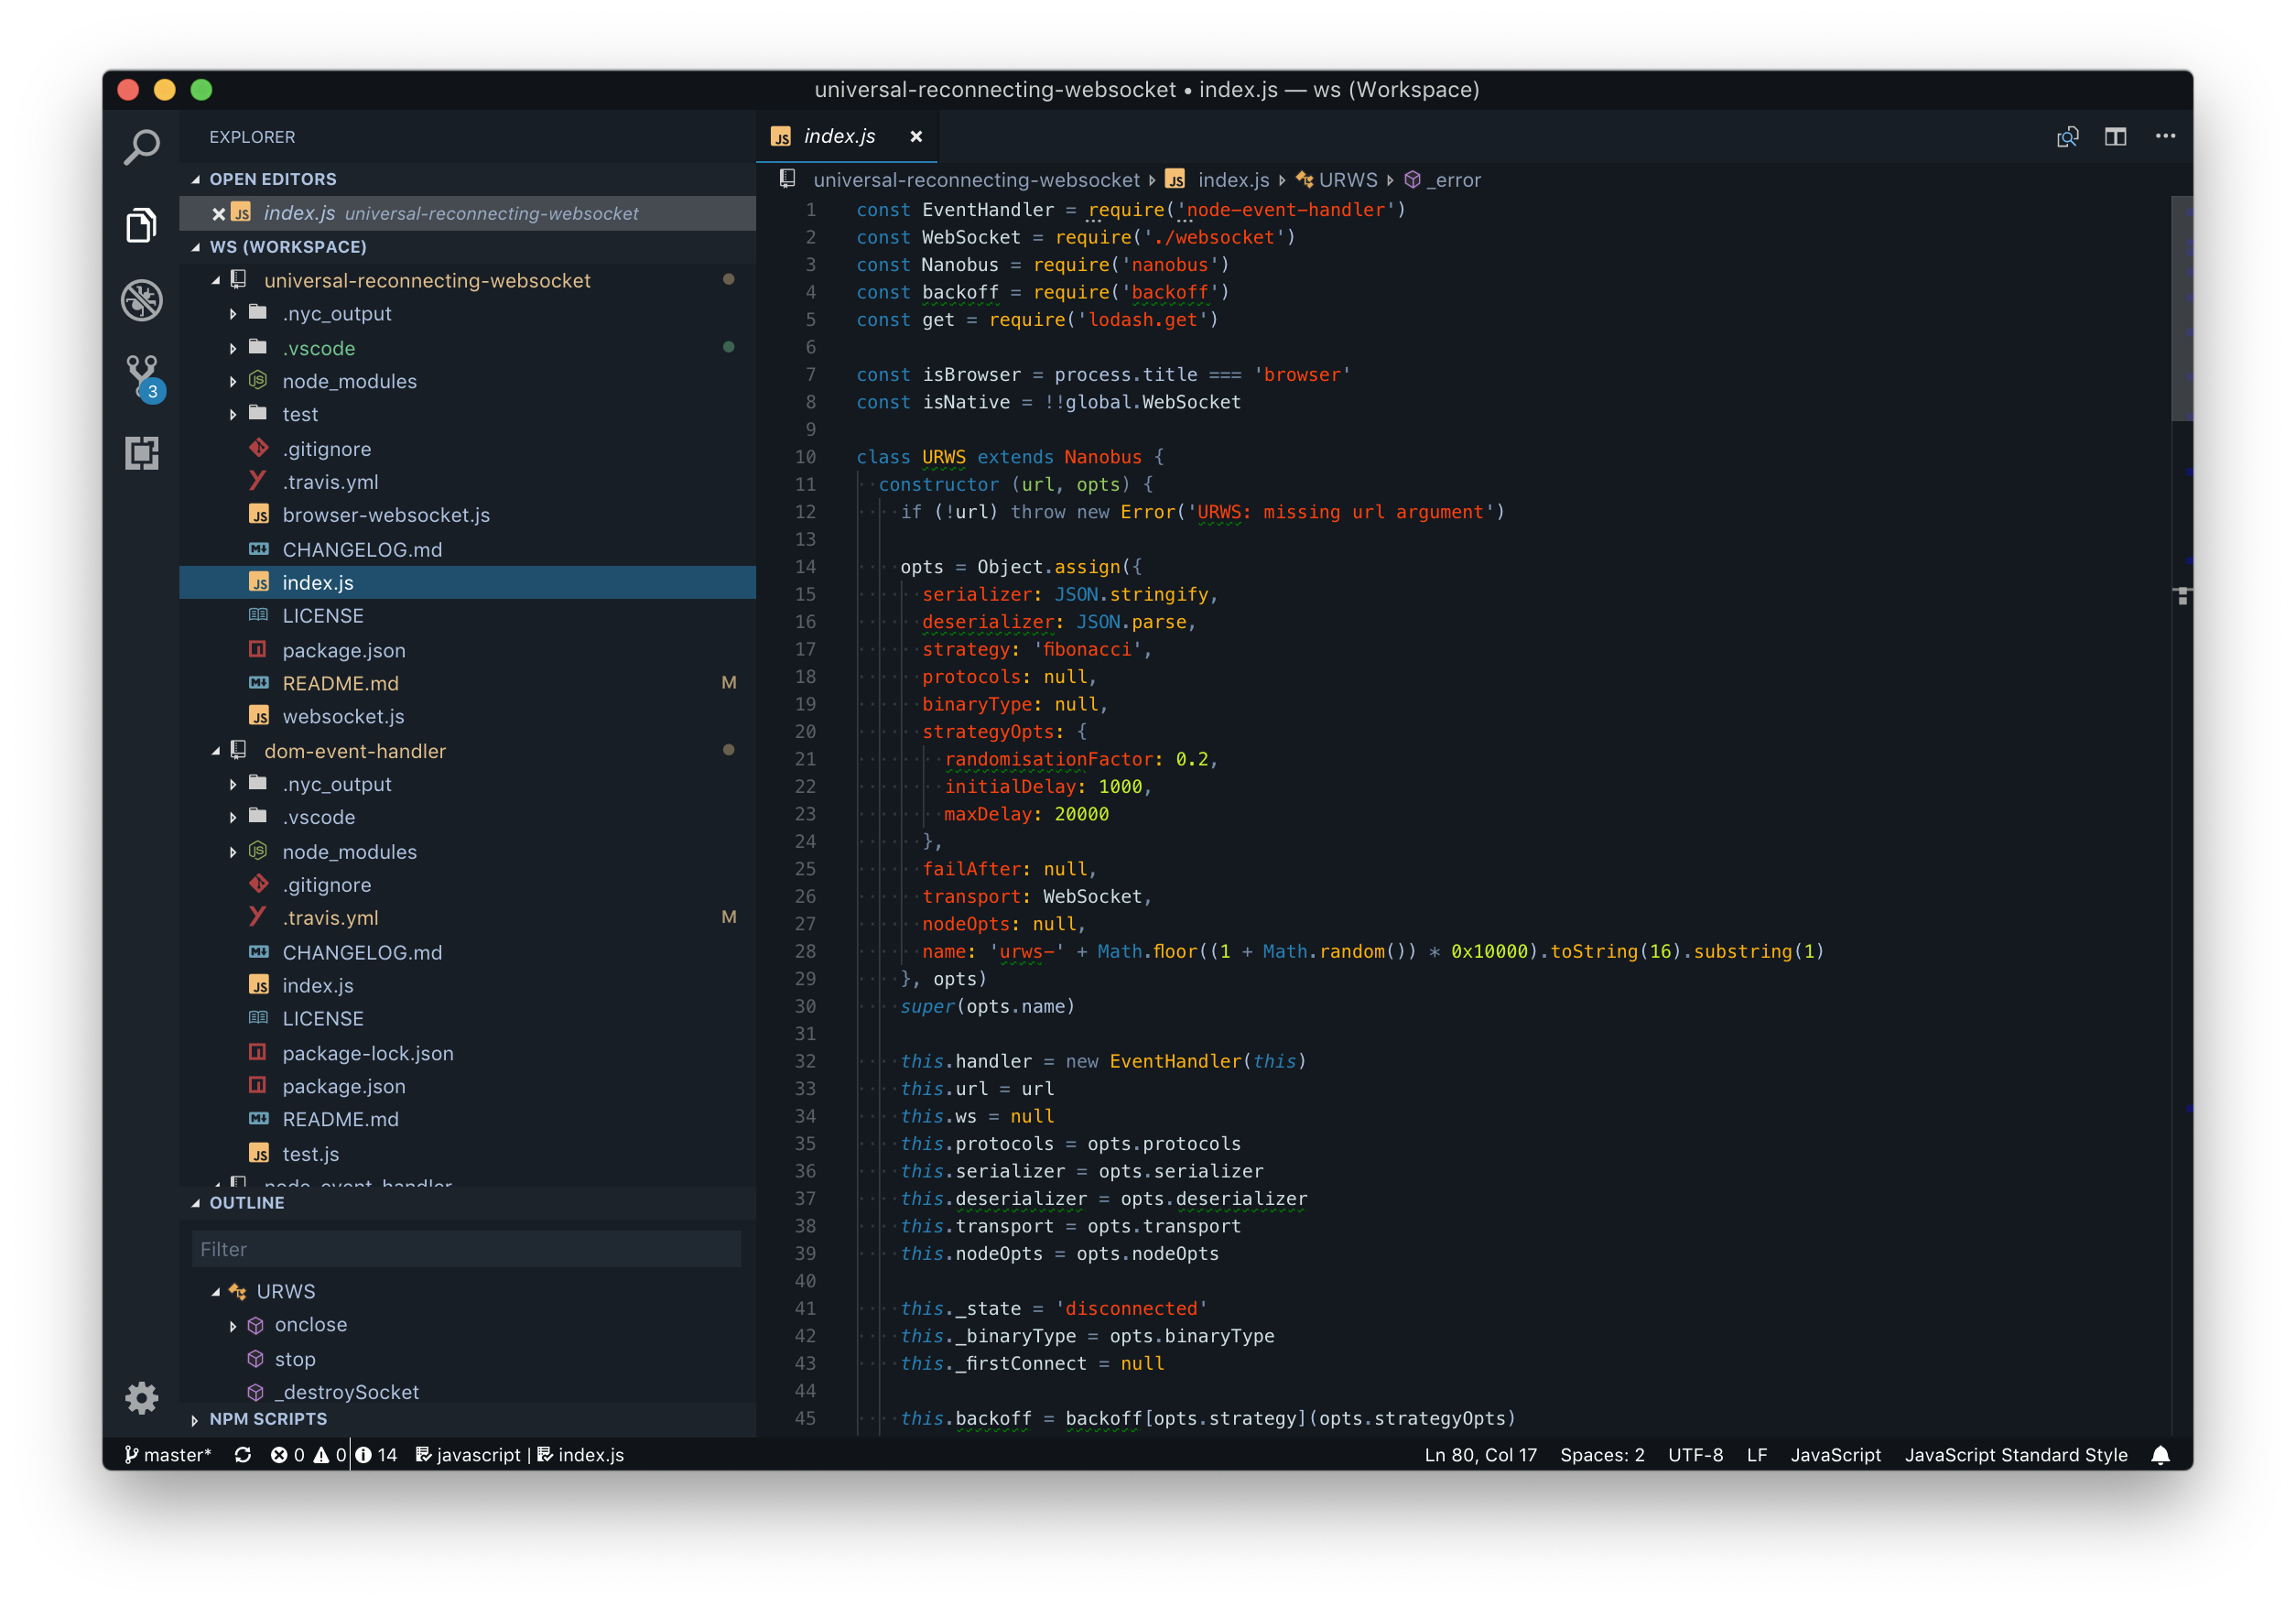 universal-reconnecting-websocket • index.js — ws (Workspace)
EXPLORER
OPEN EDITORS
index.js universal-reconnecting-websocket
WS (WORKSPACE)
universal-reconnecting-websocket
.nyc_output
.vscode
node_modules
test
.gitignore
.travis.yml
browser-websocket.js
CHANGELOG.md
index.js
LICENSE
package.json
README.md M
websocket.js
dom-event-handler
.nyc_output
.vscode
node_modules
.gitignore
.travis.yml M
CHANGELOG.md
index.js
LICENSE
package-lock.json
package.json
README.md
test.js
OUTLINE
Filter
URWS
onclose
stop
_destroySocket
NPM SCRIPTS
3
index.js
universal-reconnecting-websocket index.js URWS _error
1 const EventHandler = require('node-event-handler')
2 const WebSocket = require('./websocket')
3 const Nanobus = require('nanobus')
4 const backoff = require('backoff')
5 const get = require('lodash.get')
6
7 const isBrowser = process.title === 'browser'
8 const isNative = !!global.WebSocket
9
10 class URWS extends Nanobus {
11 constructor (url, opts) {
12 if (!url) throw new Error('URWS: missing url argument')
13
14 opts = Object.assign({
15 serializer: JSON.stringify,
16 deserializer: JSON.parse,
17 strategy: 'fibonacci',
18 protocols: null,
19 binaryType: null,
20 strategyOpts: {
21 randomisationFactor: 0.2,
22 initialDelay: 1000,
23 maxDelay: 20000
24 },
25 failAfter: null,
26 transport: WebSocket,
27 nodeOpts: null,
28 name: 'urws-' + Math.floor((1 + Math.random()) * 0x10000).toString(16).substring(1)
29 }, opts)
30 super(opts.name)
31
32 this.handler = new EventHandler(this)
33 this.url = url
34 this.ws = null
35 this.protocols = opts.protocols
36 this.serializer = opts.serializer
37 this.deserializer = opts.deserializer
38 this.transport = opts.transport
39 this.nodeOpts = opts.nodeOpts
40
41 this._state = 'disconnected'
42 this._binaryType = opts.binaryType
43 this._firstConnect = null
44
45 this.backoff = backoff[opts.strategy](opts.strategyOpts)
master* 0 0 14 javascript | index.js Ln 80, Col 17 Spaces: 2 UTF-8 LF JavaScript JavaScript Standard Style